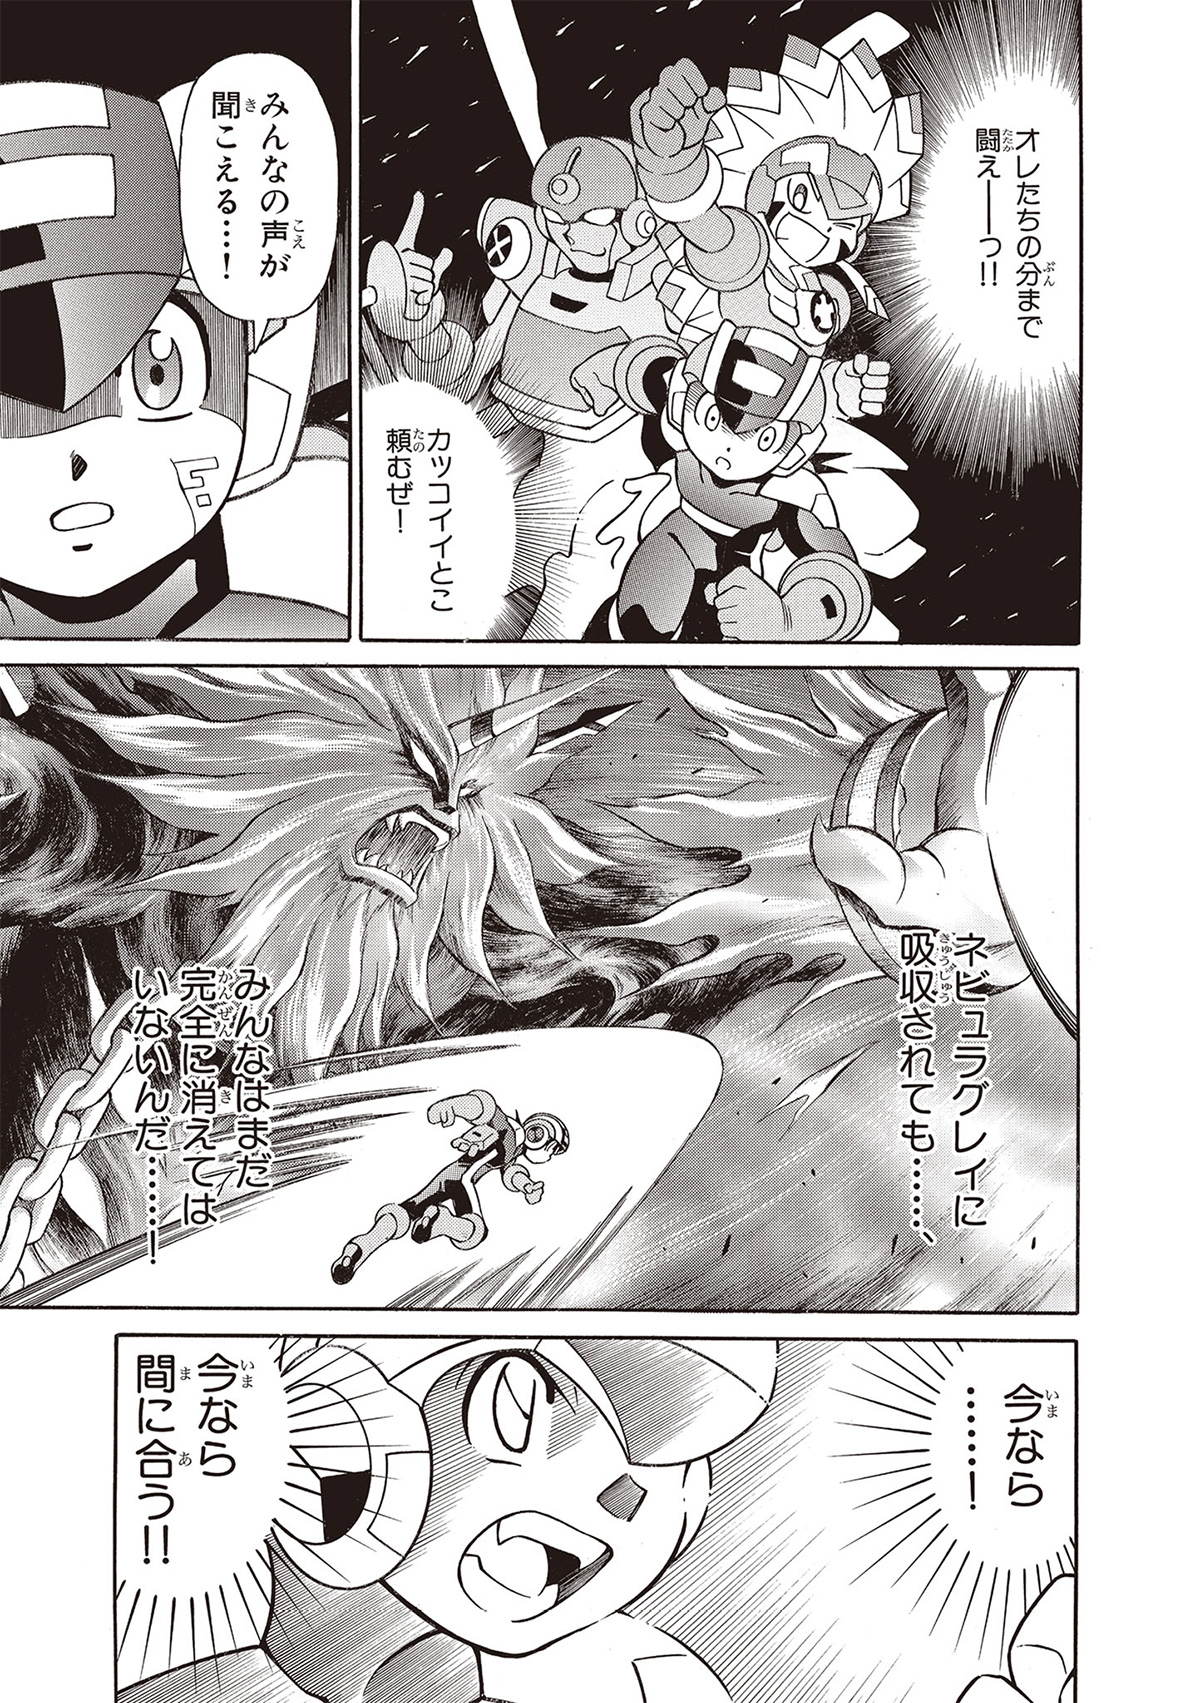 オレたちの分まで
闘え――っ!!
カッコイイとこ
頼むぜ!
みんなの声が
聞こえる…!
ネビュラグレイに
吸収されても……、
みんなはまだ
完全に消えては
いないんだ……!
今なら
……!
今なら
間に合う!!